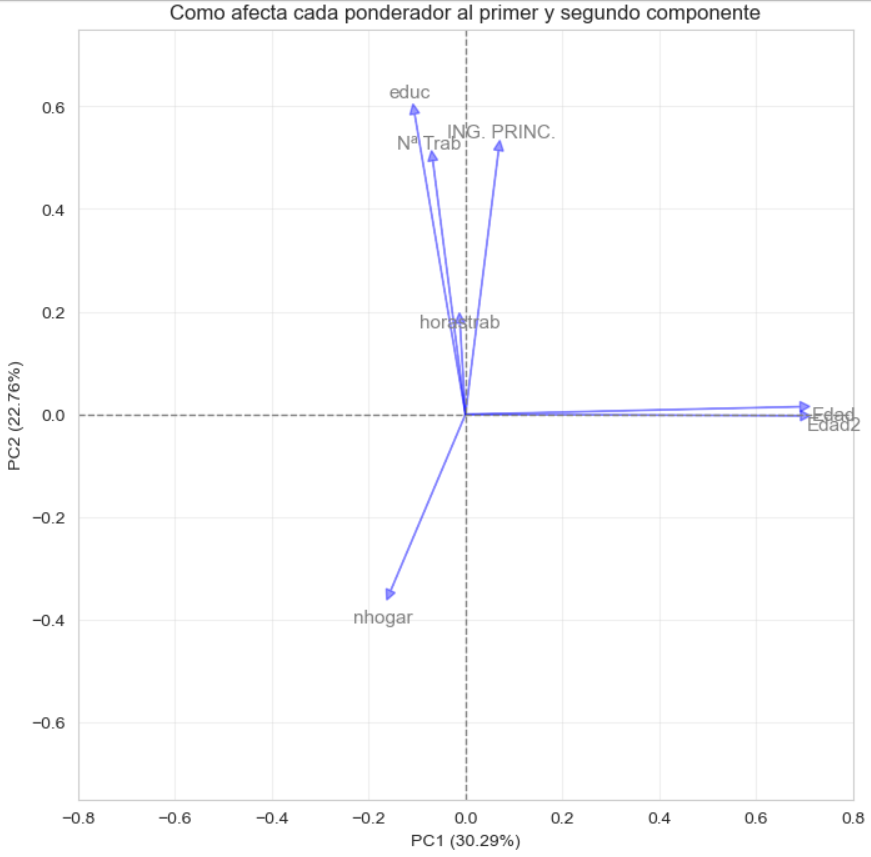 Como afecta cada ponderador al primer y segundo componente
0.6
0.4
0.2
0.0
−0.2
−0.4
−0.6
PC2 (22.76%)
educ
ING. PRINC.
Nª Trab
horastrab
Edad
Edad2
nhogar
−0.8 −0.6 −0.4 −0.2 0.0 0.2 0.4 0.6 0.8
PC1 (30.29%)